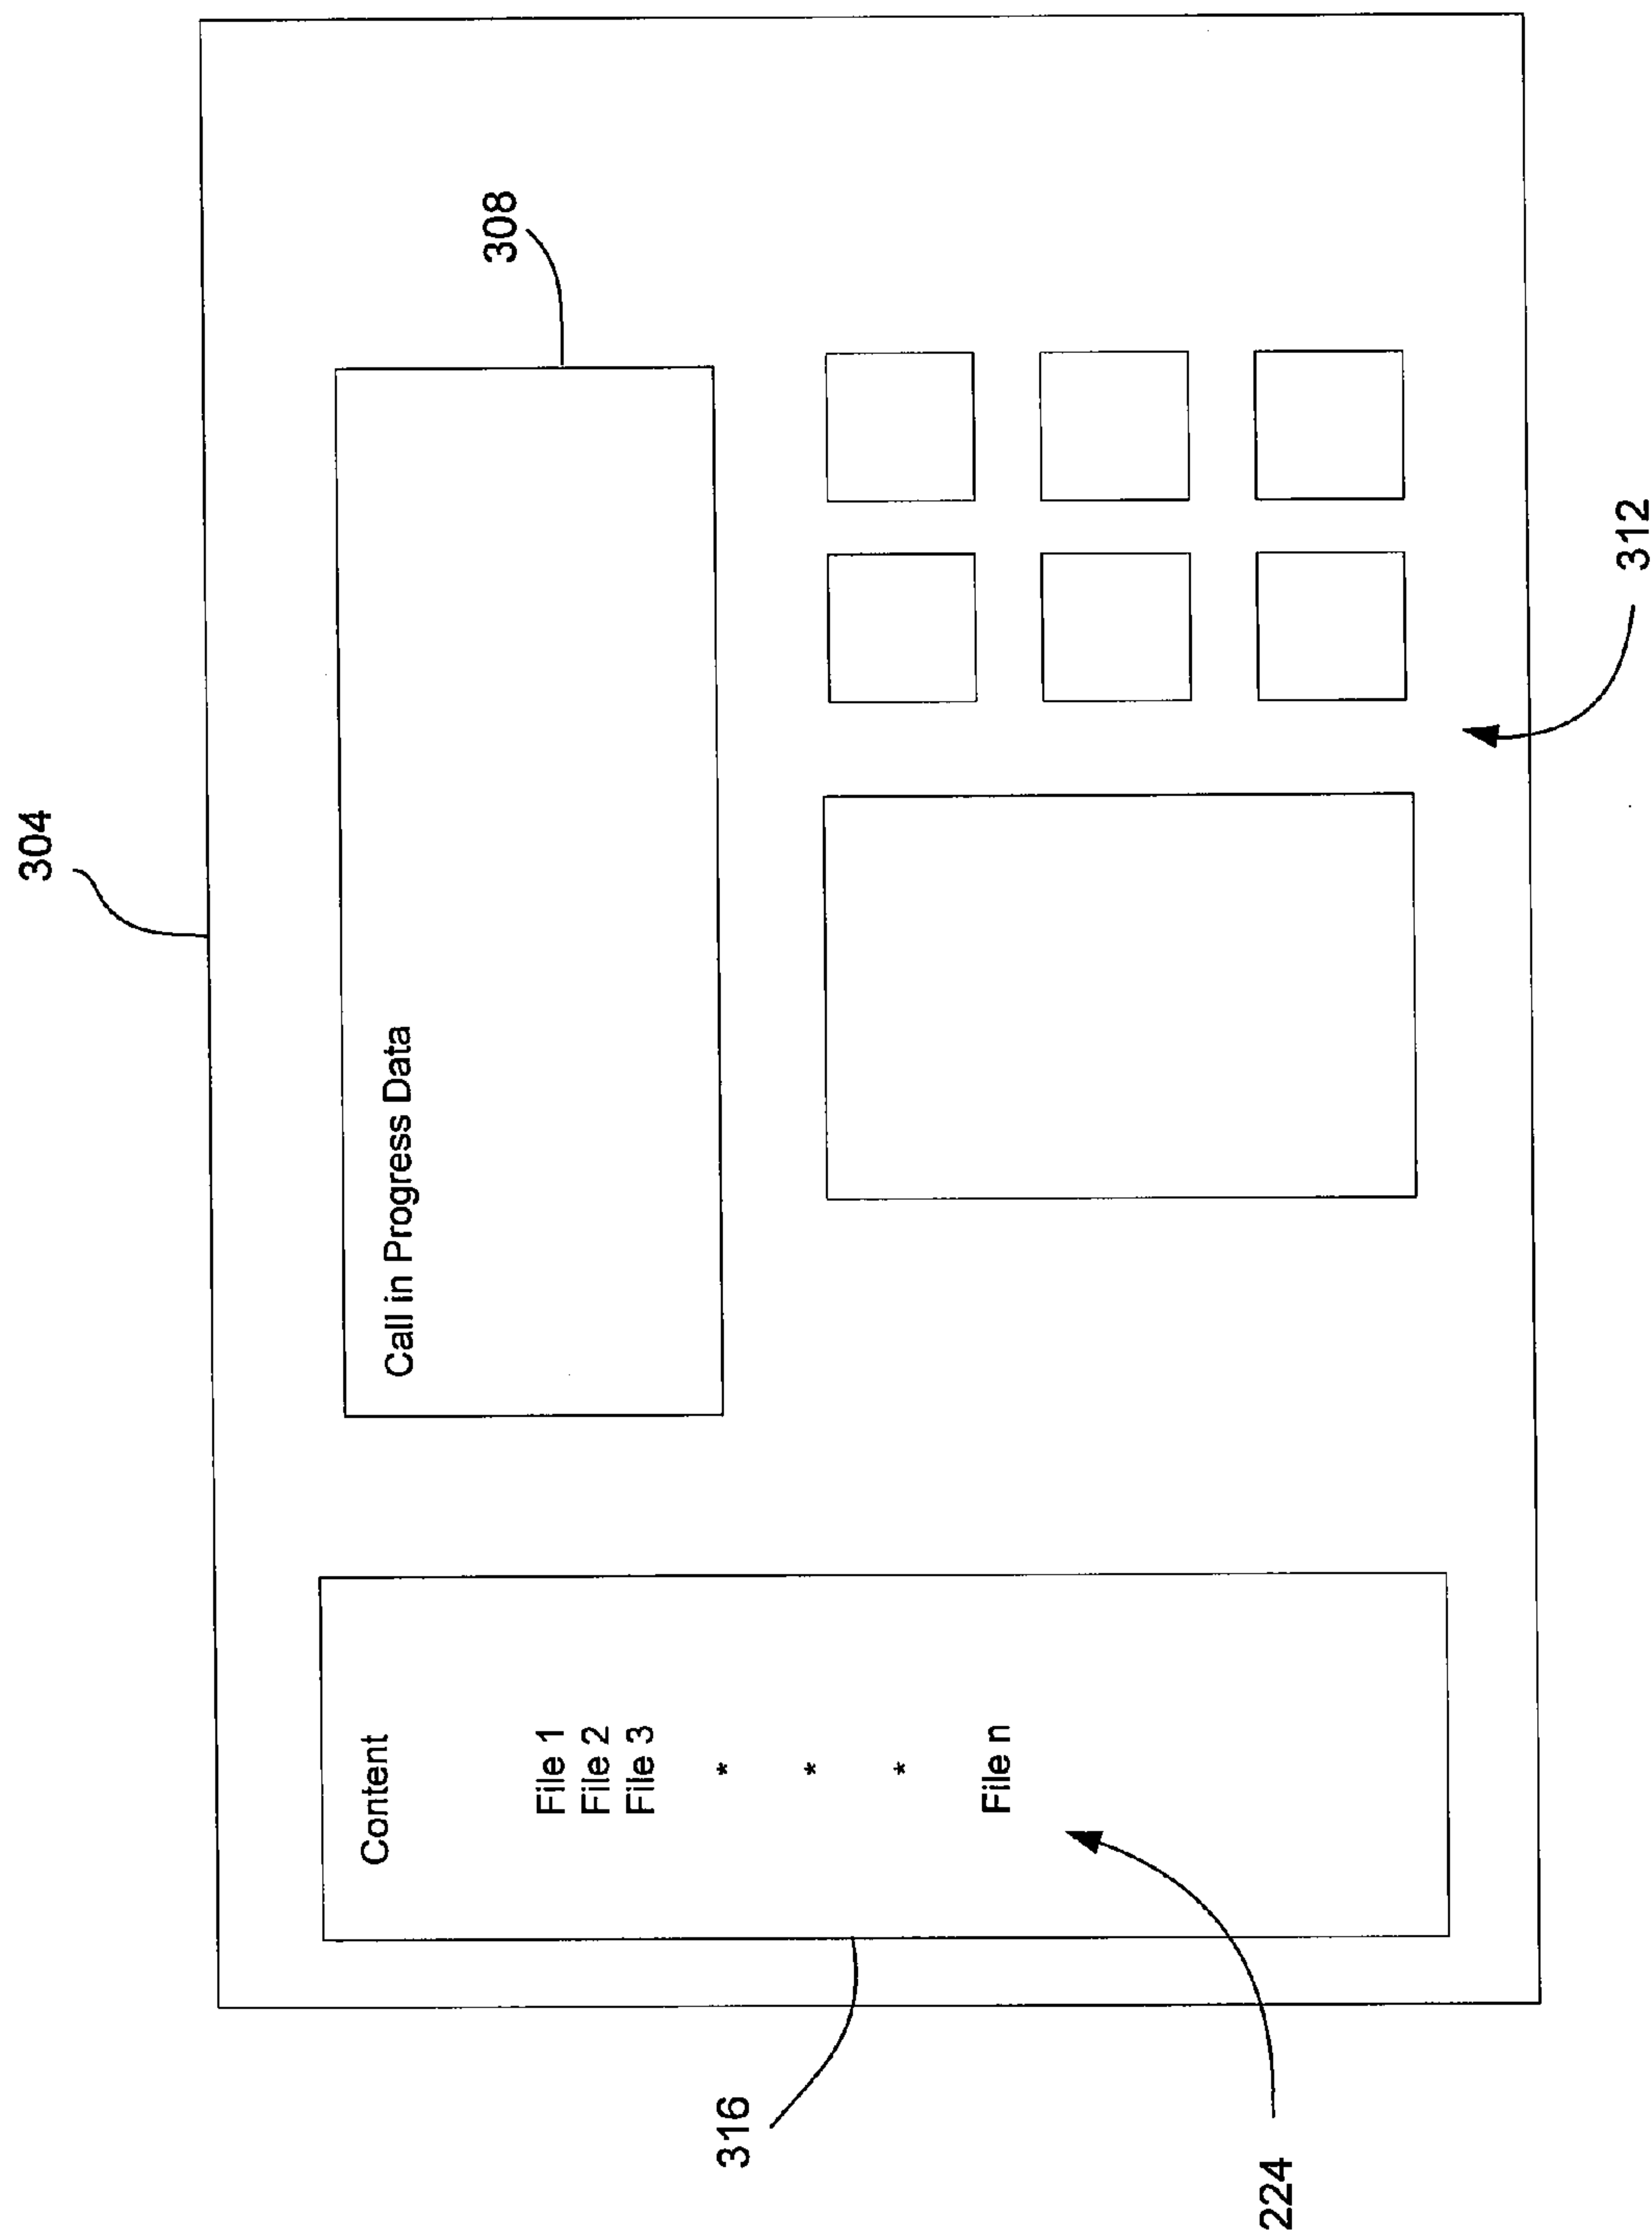 304
308
Call in Progress Data
Content
File 1
File 2
File 3
*
*
*
File n
316
224
312